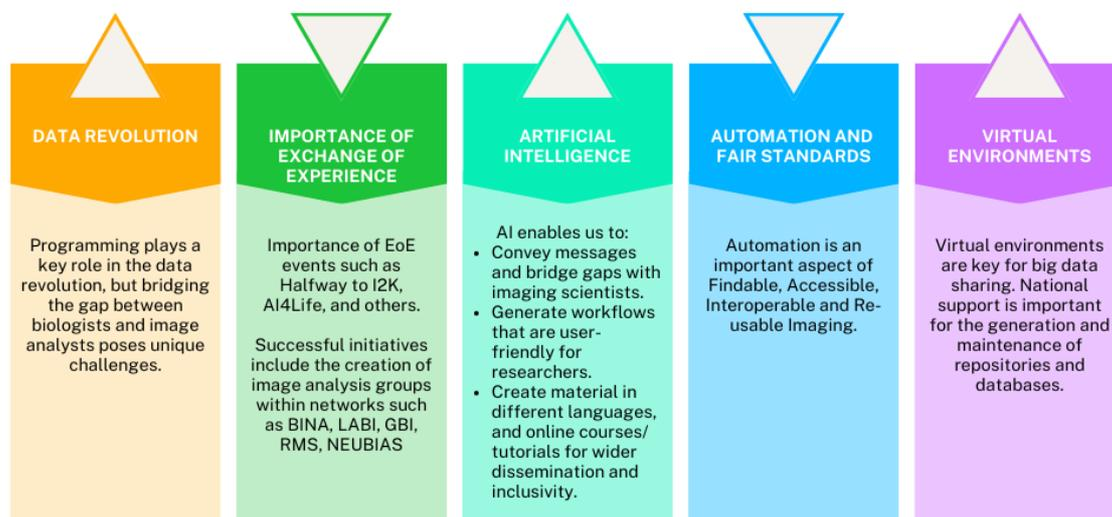 DATA REVOLUTION
Programming plays a
key role in the data
revolution, but bridging
the gap between
biologists and image
analysts poses unique
challenges.
IMPORTANCE OF
EXCHANGE OF
EXPERIENCE
Importance of EoE
events such as
Halfway to I2K,
AI4Life, and others.
Successful initiatives
include the creation of
image analysis groups
within networks such
as BINA, LABI, GBI,
RMS, NEUBIAS
ARTIFICIAL
INTELLIGENCE
AI enables us to:
• Convey messages
and bridge gaps with
imaging scientists.
• Generate workflows
that are user-
friendly for
researchers.
• Create material in
different languages,
and online courses/
tutorials for wider
dissemination and
inclusivity.
AUTOMATION AND
FAIR STANDARDS
Automation is an
important aspect of
Findable, Accessible,
Interoperable and Re-
usable Imaging.
VIRTUAL
ENVIRONMENTS
Virtual environments
are key for big data
sharing. National
support is important
for the generation and
maintenance of
repositories and
databases.